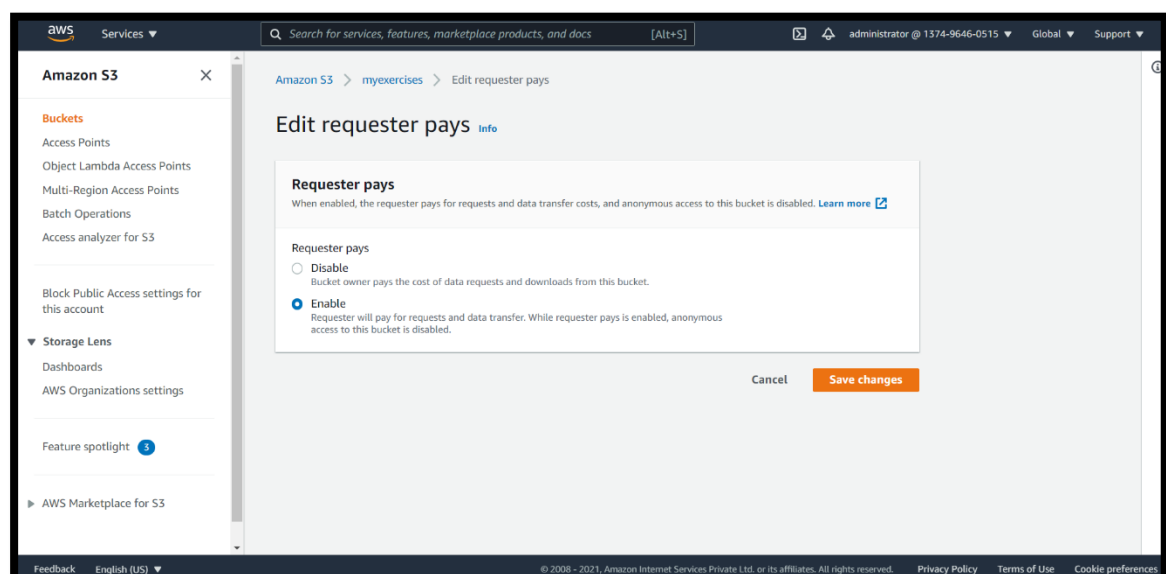 aws
Services ▼
Search for services, features, marketplace products, and docs
[Alt+S]
administrator @ 1374-9646-0515 ▼
Global ▼
Support ▼
Amazon S3
Buckets
Access Points
Object Lambda Access Points
Multi-Region Access Points
Batch Operations
Access analyzer for S3
Block Public Access settings for
this account
▼ Storage Lens
Dashboards
AWS Organizations settings
Feature spotlight 3
▶ AWS Marketplace for S3
Amazon S3 > myexercises > Edit requester pays
Edit requester pays Info
Requester pays
When enabled, the requester pays for requests and data transfer costs, and anonymous access to this bucket is disabled. Learn more
Requester pays
Disable
Bucket owner pays the cost of data requests and downloads from this bucket.
Enable
Requester will pay for requests and data transfer. While requester pays is enabled, anonymous
access to this bucket is disabled.
Cancel
Save changes
Feedback
English (US) ▼
© 2008 - 2021, Amazon Internet Services Private Ltd. or its affiliates. All rights reserved.
Privacy Policy
Terms of Use
Cookie preferences